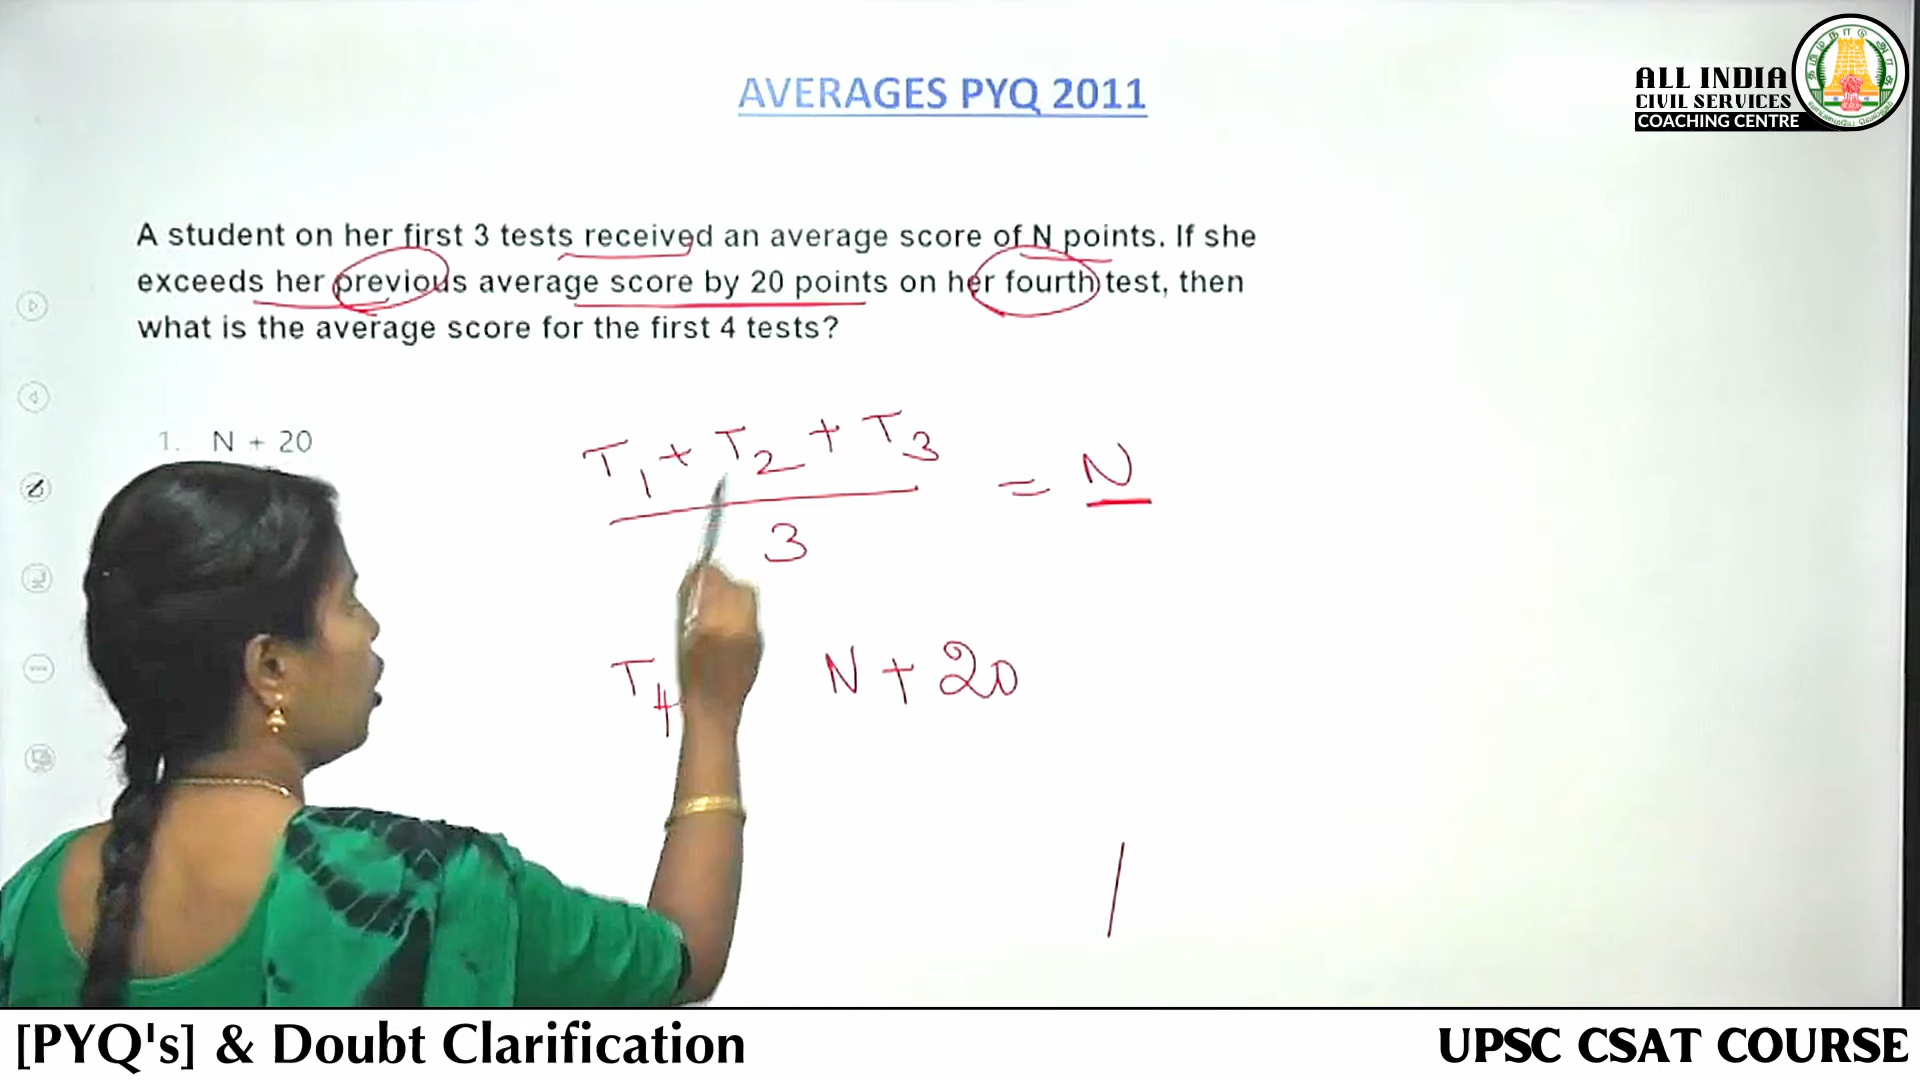 AVERAGES PYQ 2011
ALL INDIA
CIVIL SERVICES
COACHING CENTRE
A student on her first 3 tests received an average score of N points. If she
exceeds her previous average score by 20 points on her fourth test, then
what is the average score for the first 4 tests?
1. N + 20
T1 + T2 + T3
3
= N
T4 N + 20
[PYQ's] & Doubt Clarification
UPSC CSAT COURSE